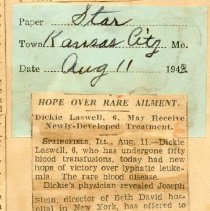 Paper Star
Town Kansas City Mo.
Date Aug 11 194
HOPE OVER RARE AILMENT.
Dickie Laswell, 6, May Receive
Newly-Developed Treatment.
SPRINGFIELD, ILL., Aug. 11.—Dickie
Laswell, 6, who has undergone fifty
blood transfusions, today had new
hope of victory over lyphatic leuke-
mia. The rare blood disease.
Dickie's physician revealed Joseph
Stein, director of Beth David hos-
pital in New York, has offered to